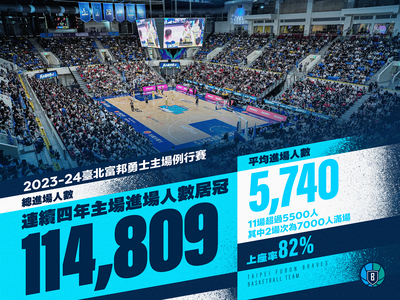 2023-24臺北富邦勇士主場例行賽
總進場人數
連續四年主場進場人數居冠
114,809
平均進場人數
5,740
11場超過5500人
其中2場次為7000人滿場
上座率82%
TAIPEI FUBON BRAVES
BASKETBALL TEAM
B